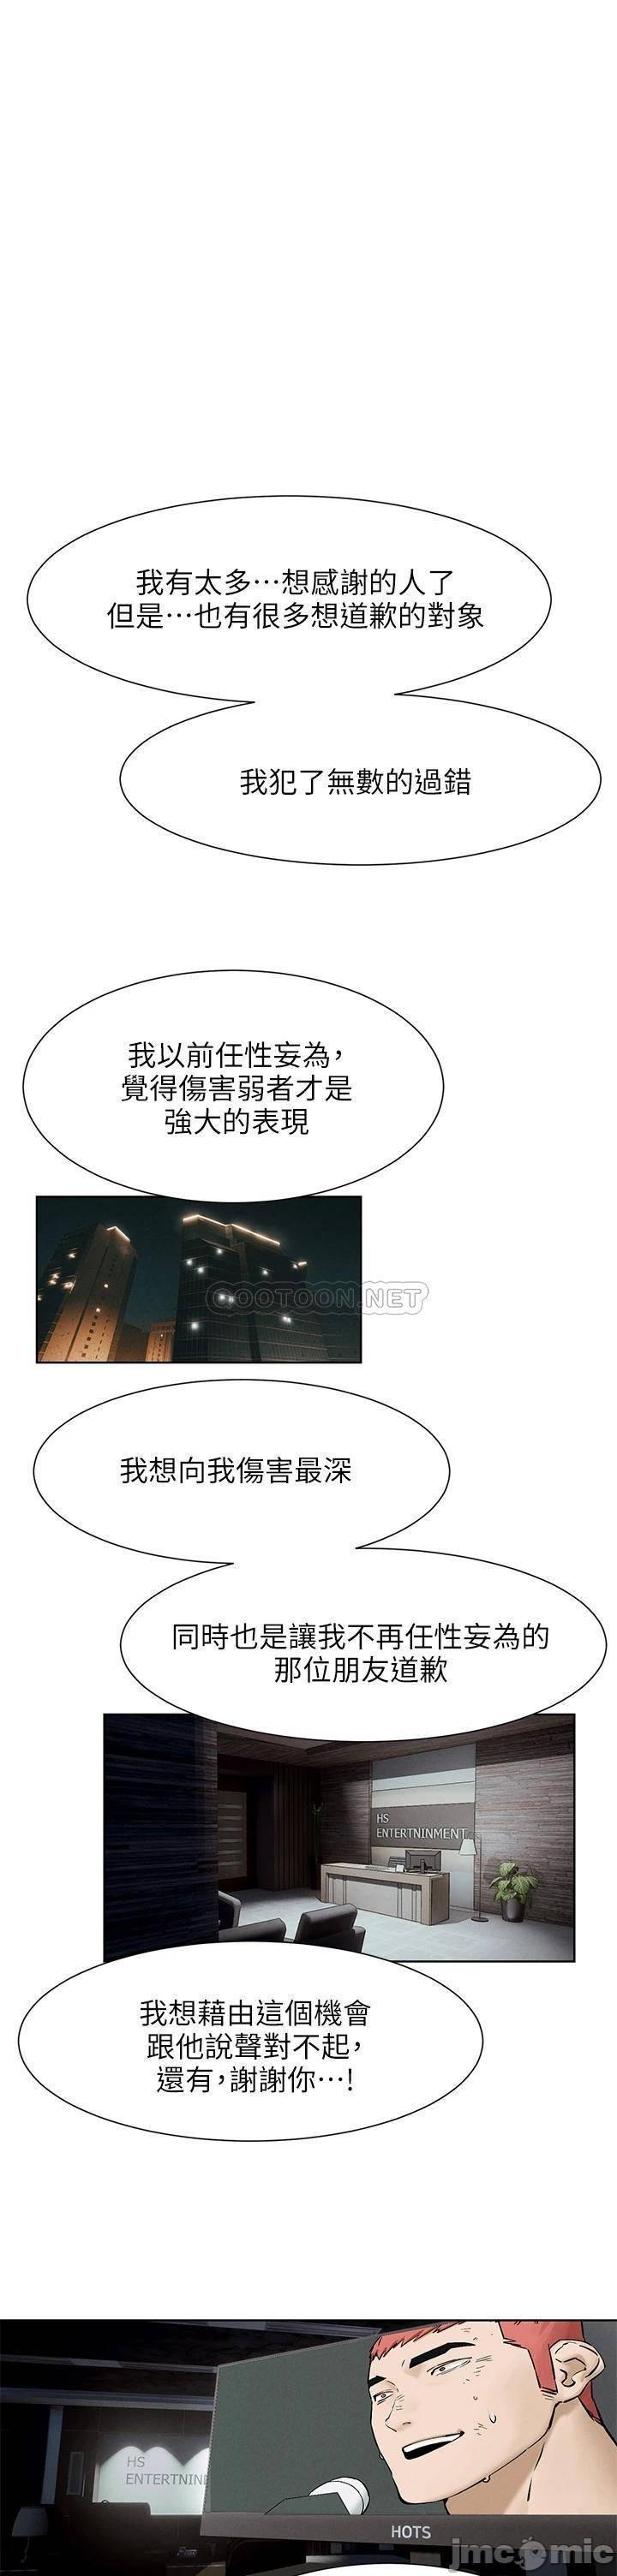 我有太多…想感謝的人了
但是…也有很多想道歉的對象
我犯了無數的過錯
我以前任性妄為，
覺得傷害弱者才是
強大的表現
GOOTOON.NET
我想向我傷害最深
同時也是讓我不再任性妄為的
那位朋友道歉
HS
ENTERTNINMENT
我想藉由這個機會
跟他說聲對不起，
還有，謝謝你…!
HS
ENTERTNIN
HOTS
jmcomic